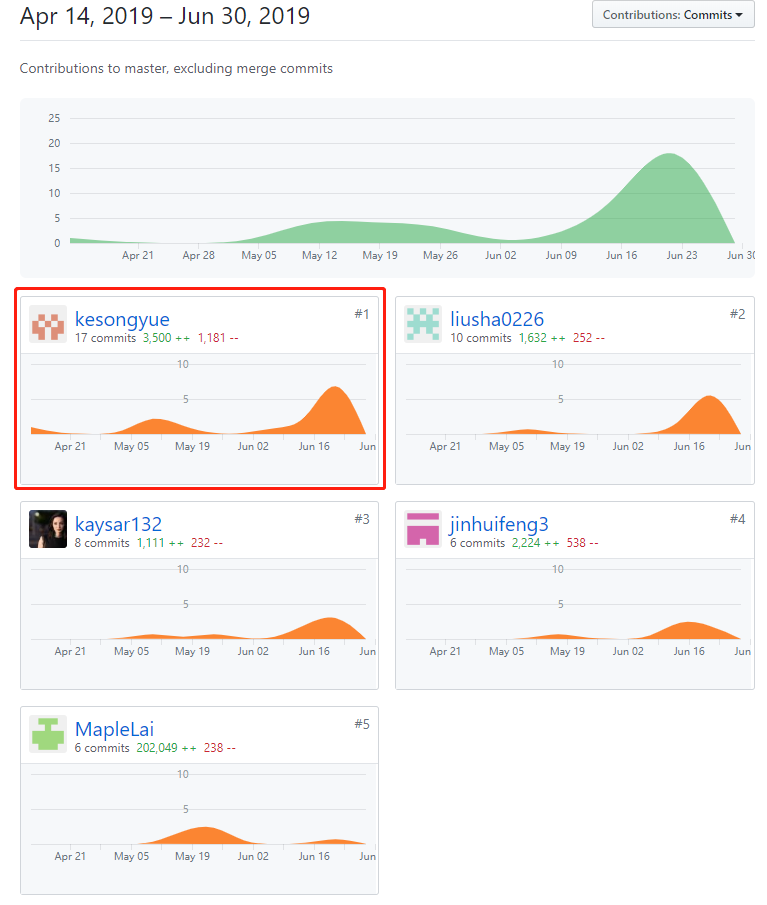 Apr 14, 2019 – Jun 30, 2019
Contributions: Commits
Contributions to master, excluding merge commits
25
20
15
10
5
0
Apr 21 Apr 28 May 05 May 12 May 19 May 26 Jun 02 Jun 09 Jun 16 Jun 23 Jun 30
kesongyue #1
17 commits 3,500 ++ 1,181 --
10
5
Apr 21 May 05 May 19 Jun 02 Jun 16 Jun
liusha0226 #2
10 commits 1,632 ++ 252 --
10
5
Apr 21 May 05 May 19 Jun 02 Jun 16 Jun
kaysar132 #3
8 commits 1,111 ++ 232 --
10
5
Apr 21 May 05 May 19 Jun 02 Jun 16 Jun
jinhuifeng3 #4
6 commits 2,224 ++ 538 --
10
5
Apr 21 May 05 May 19 Jun 02 Jun 16 Jun
MapleLai #5
6 commits 202,049 ++ 238 --
10
5
Apr 21 May 05 May 19 Jun 02 Jun 16 Jun